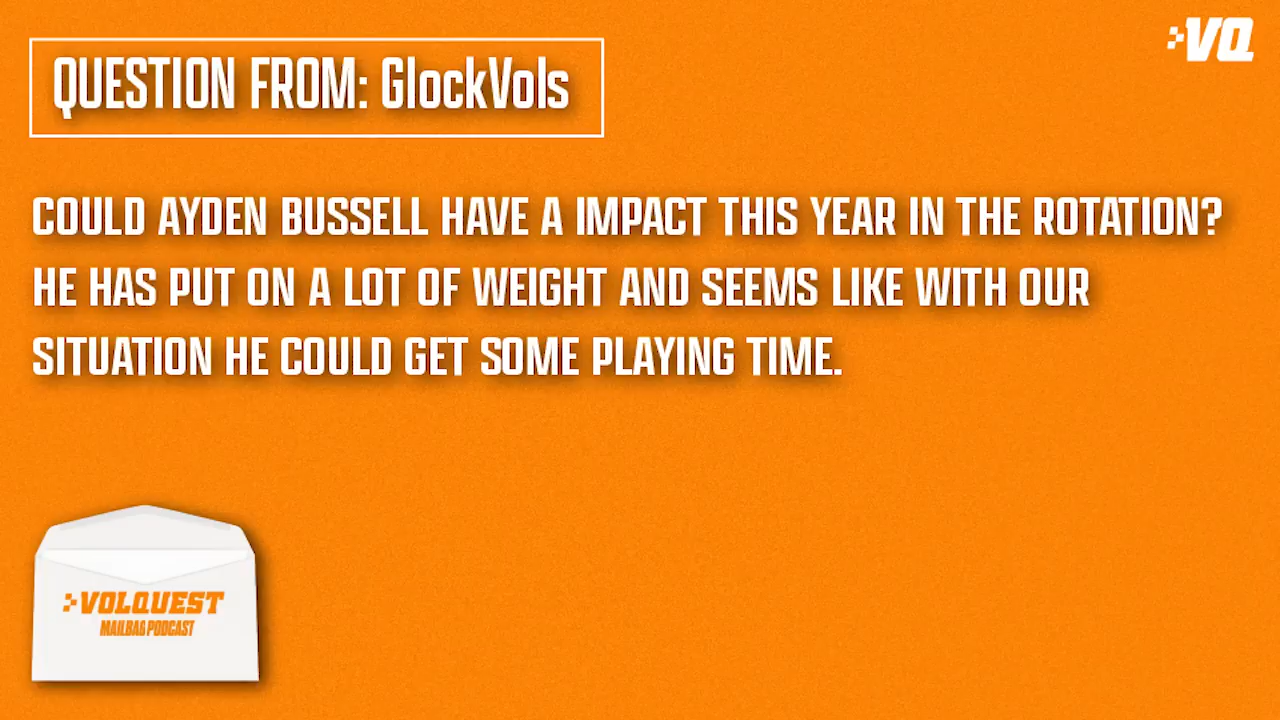 VQ
QUESTION FROM: GlockVols
COULD AYDEN BUSSELL HAVE A IMPACT THIS YEAR IN THE ROTATION?
HE HAS PUT ON A LOT OF WEIGHT AND SEEMS LIKE WITH OUR
SITUATION HE COULD GET SOME PLAYING TIME.
VOLQUEST
MAILBAG PODCAST